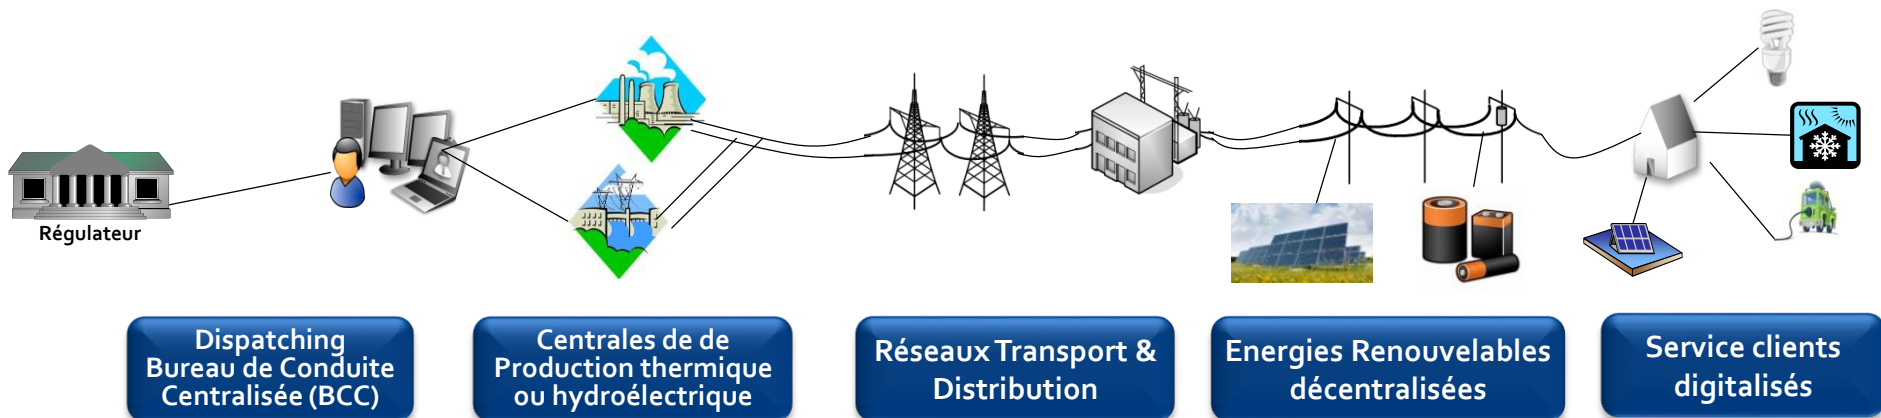 Régulateur
Dispatching
Bureau de Conduite
Centralisée (BCC)
Centrales de de
Production thermique
ou hydroélectrique
Réseaux Transport &
Distribution
Energies Renouvelables
décentralisées
Service clients
digitalisés